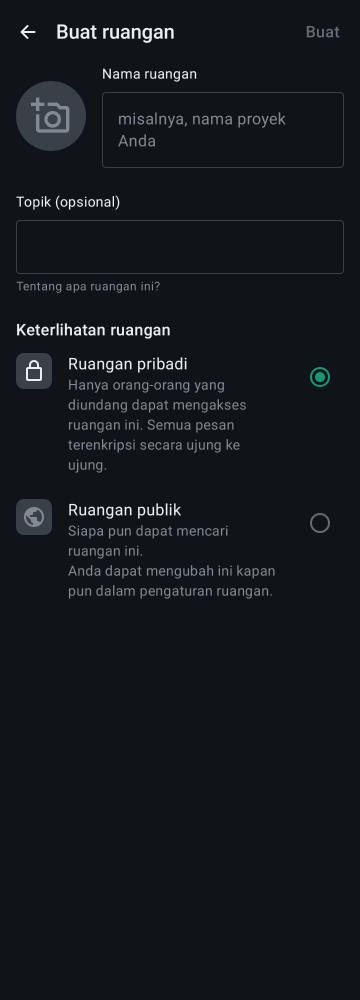 Buat ruangan
Buat
Nama ruangan
misalnya, nama proyek
Anda
Topik (opsional)
Tentang apa ruangan ini?
Keterlihatan ruangan
Ruangan pribadi
Hanya orang-orang yang
diundang dapat mengakses
ruangan ini. Semua pesan
terenkripsi secara ujung ke
ujung.
Ruangan publik
Siapa pun dapat mencari
ruangan ini.
Anda dapat mengubah ini kapan
pun dalam pengaturan ruangan.